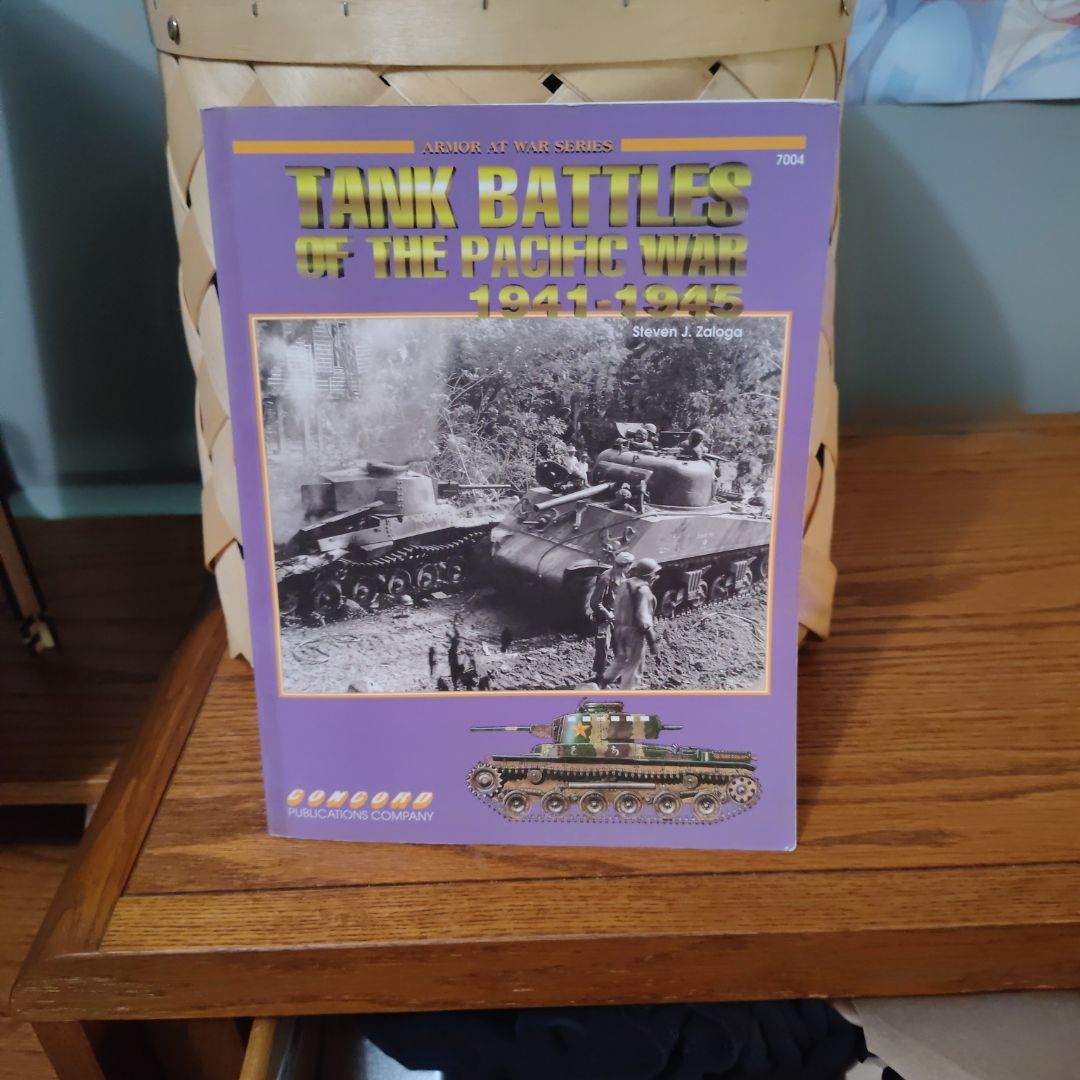 ARMOR AT WAR SERIES
7004
TANK BATTLES
OF THE PACIFIC WAR
1941-1945
Steven J. Zaloga
CONCORD
PUBLICATIONS COMPANY